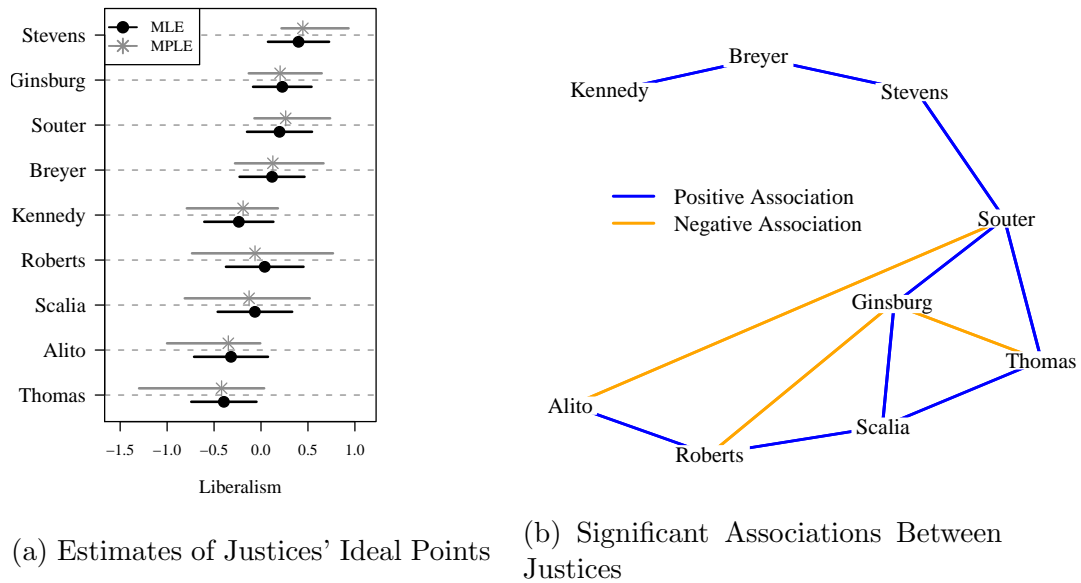 MLE
MPLE
Stevens
Ginsburg
Souter
Breyer
Kennedy
Roberts
Scalia
Alito
Thomas
−1.5 −1.0 −0.5 0.0 0.5 1.0
Liberalism
(a) Estimates of Justices' Ideal Points
Breyer
Kennedy
Stevens
Positive Association
Negative Association
Souter
Ginsburg
Thomas
Alito
Scalia
Roberts
(b) Significant Associations Between
Justices